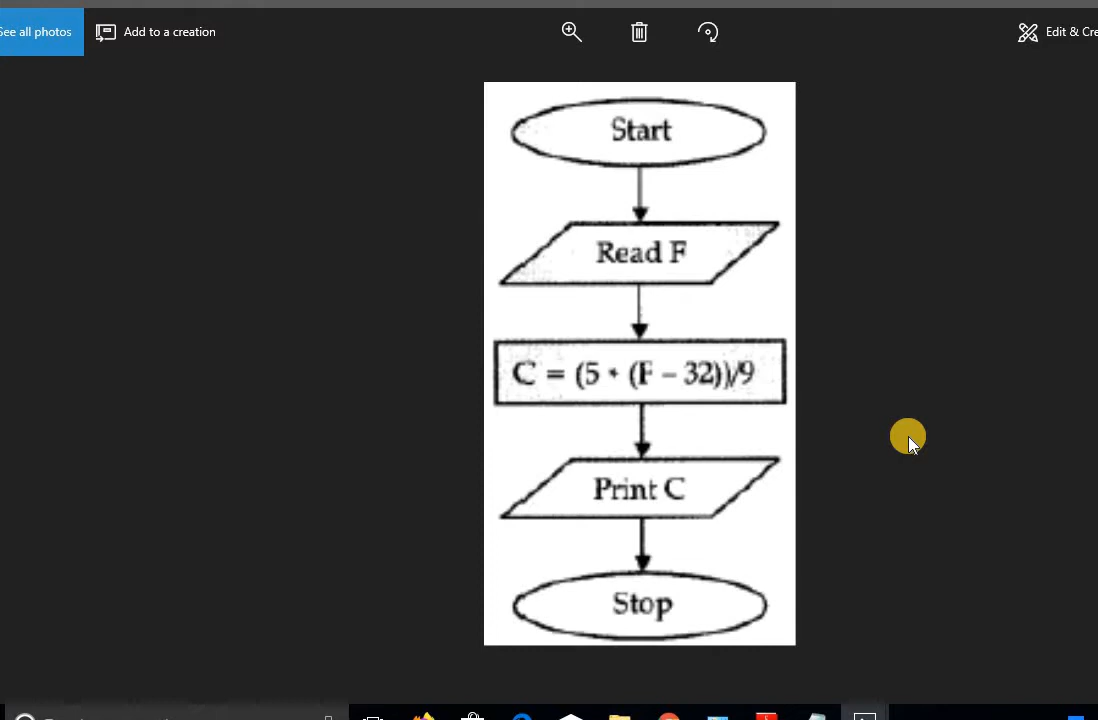 See all photos
Add to a creation
Edit & Cre
Start
Read F
C = (5 * (F – 32))/9
Print C
Stop